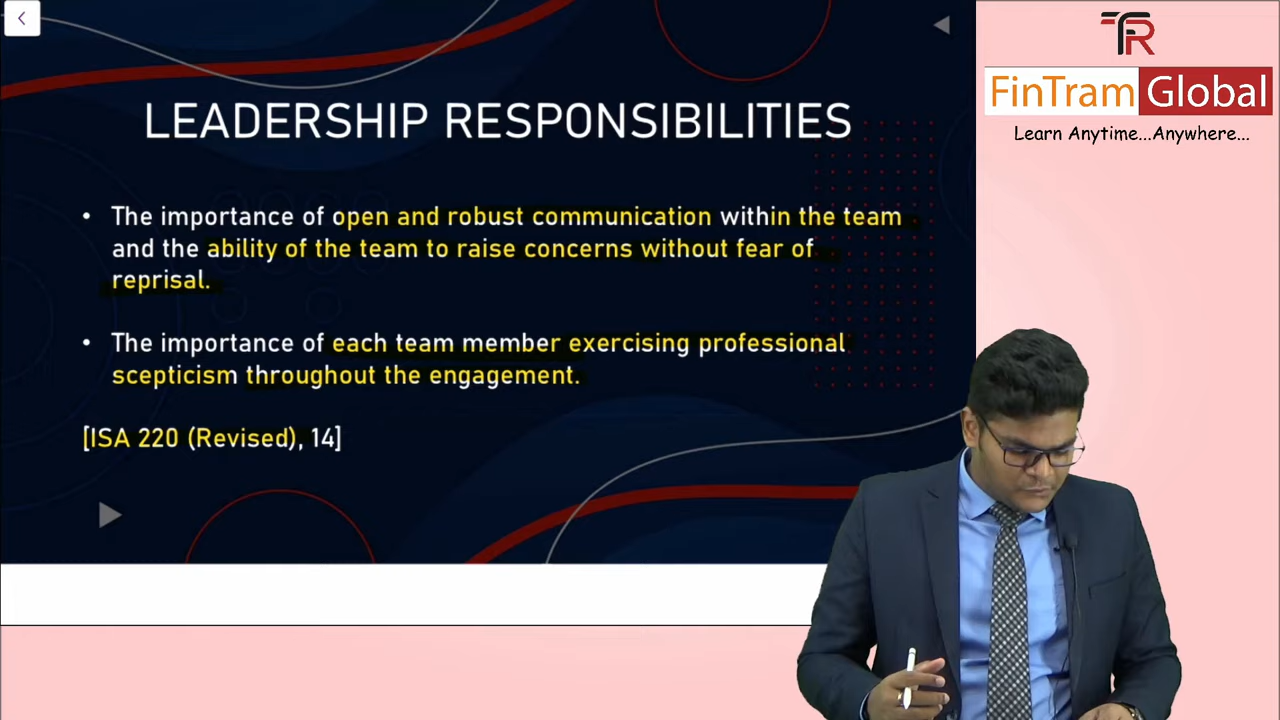 LEADERSHIP RESPONSIBILITIES
• The importance of open and robust communication within the team
and the ability of the team to raise concerns without fear of
reprisal.
• The importance of each team member exercising professional
scepticism throughout the engagement.
[ISA 220 (Revised), 14]
FinTram Global
Learn Anytime...Anywhere...